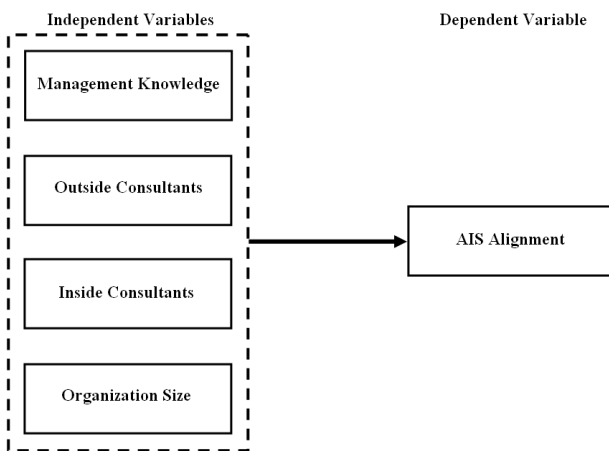 Independent Variables
Dependent Variable
Management Knowledge
Outside Consultants
AIS Alignment
Inside Consultants
Organization Size